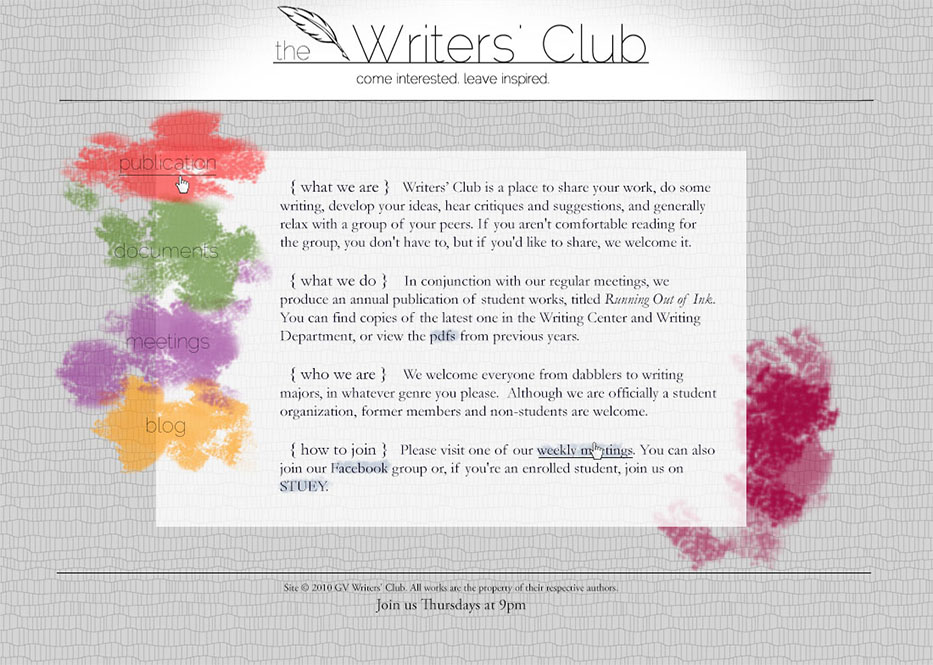 the Writers' Club
come interested. leave inspired.
publication
documents
meetings
blog
{ what we are } Writers' Club is a place to share your work, do some
writing, develop your ideas, hear critiques and suggestions, and generally
relax with a group of your peers. If you aren't comfortable reading for
the group, you don't have to, but if you'd like to share, we welcome it.
{ what we do } In conjunction with our regular meetings, we
produce an annual publication of student works, titled Running Out of Ink.
You can find copies of the latest one in the Writing Center and Writing
Department, or view the pdfs from previous years.
{ who we are } We welcome everyone from dabblers to writing
majors, in whatever genre you please. Although we are officially a student
organization, former members and non-students are welcome.
{ how to join } Please visit one of our weekly meetings. You can also
join our Facebook group or, if you're an enrolled student, join us on
STUEY.
Site © 2010 GV Writers' Club. All works are the property of their respective authors.
Join us Thursdays at 9pm